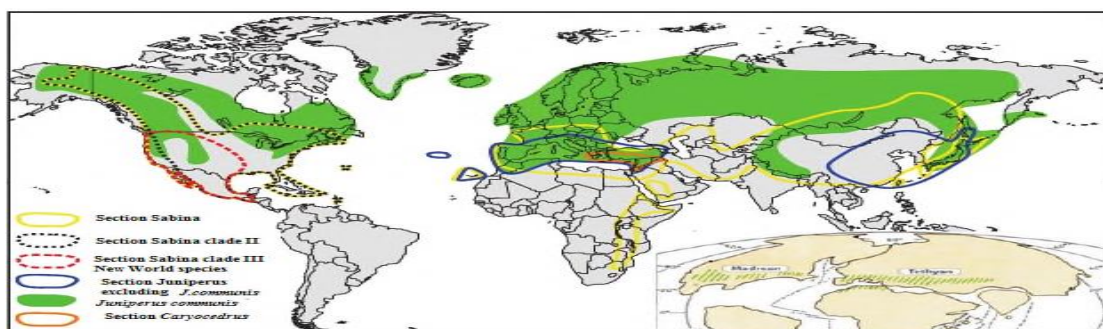 Section Sabina
Section Sabina clade II
Section Sabina clade III
New World species
Section Juniperus
excluding J.communis
Juniperus communis
Section Caryocedrus
Madrean
Tethyan